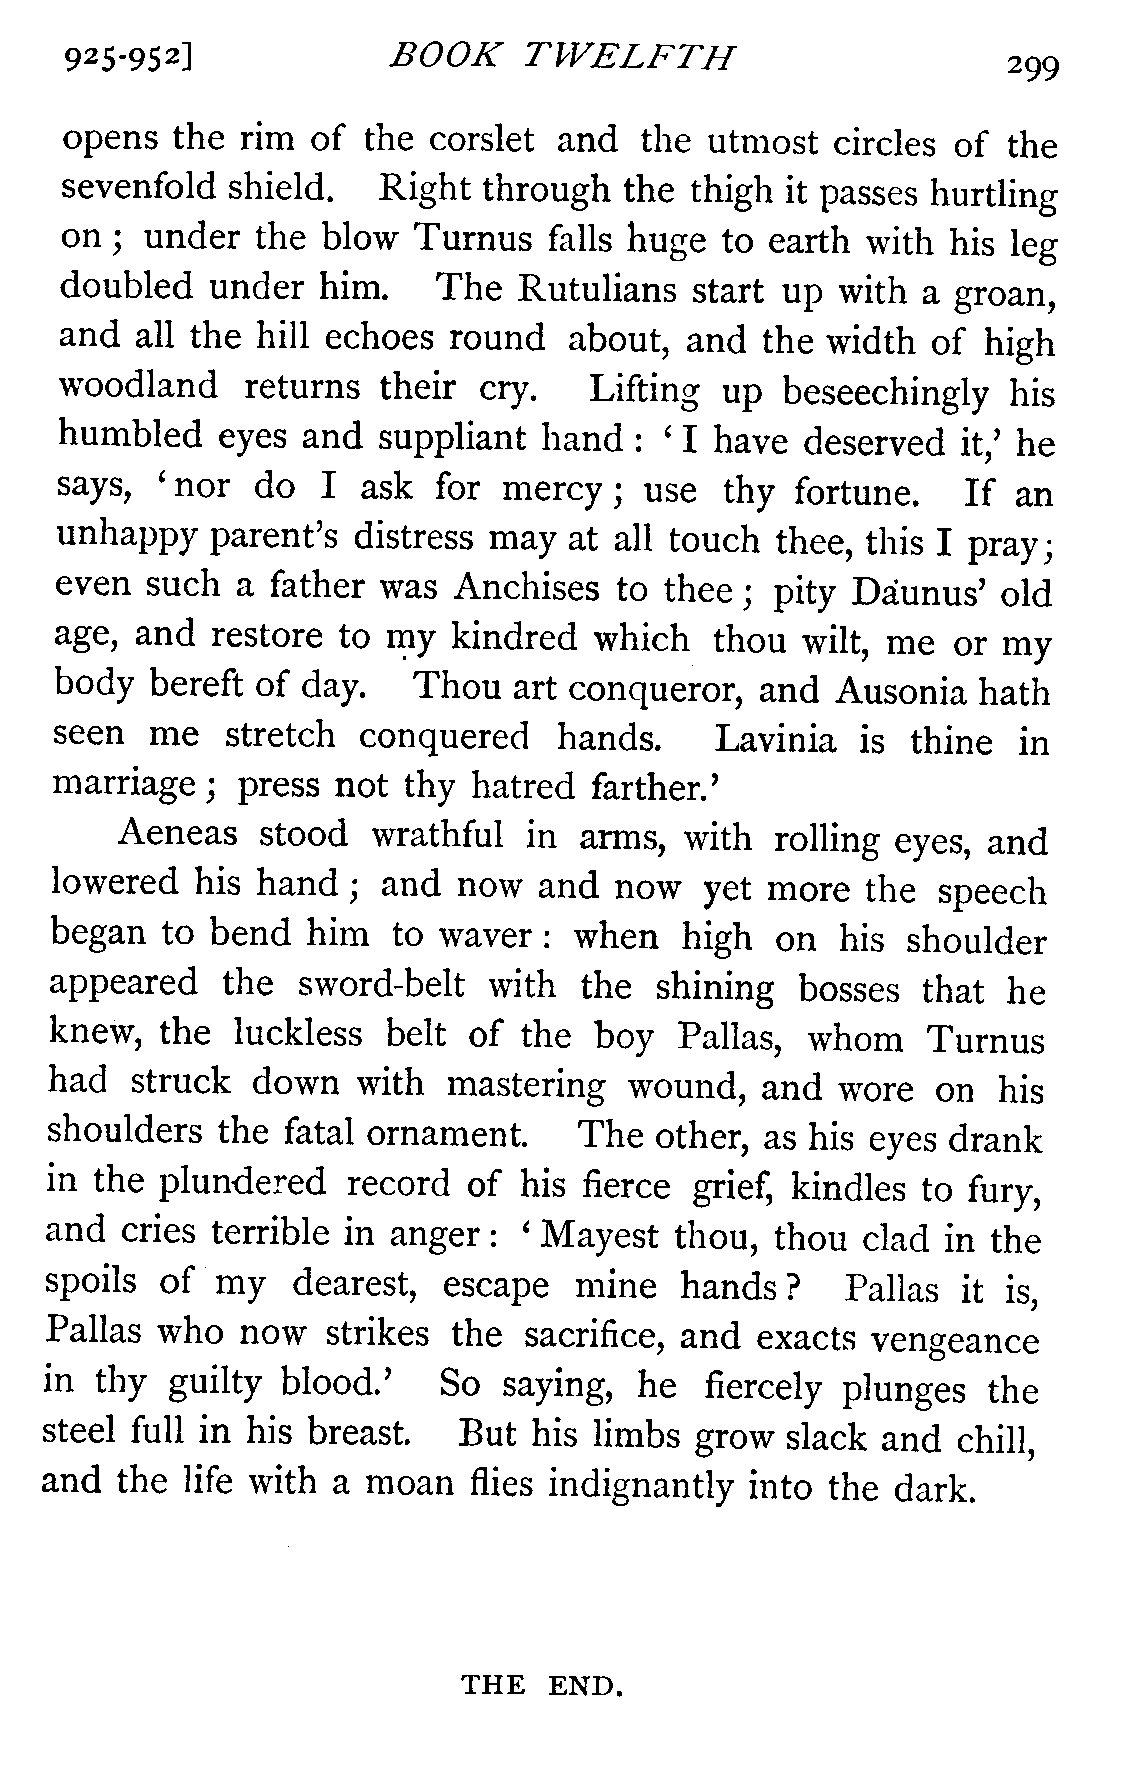 925-952] BOOK TWELFTH 299
opens the rim of the corslet and the utmost circles of the
sevenfold shield. Right through the thigh it passes hurtling
on ; under the blow Turnus falls huge to earth with his leg
doubled under him. The Rutulians start up with a groan,
and all the hill echoes round about, and the width of high
woodland returns their cry. Lifting up beseechingly his
humbled eyes and suppliant hand : ‘ I have deserved it,’ he
says, ‘ nor do I ask for mercy ; use thy fortune. If an
unhappy parent’s distress may at all touch thee, this I pray ;
even such a father was Anchises to thee ; pity Daunus’ old
age, and restore to my kindred which thou wilt, me or my
body bereft of day. Thou art conqueror, and Ausonia hath
seen me stretch conquered hands. Lavinia is thine in
marriage ; press not thy hatred farther.’
Aeneas stood wrathful in arms, with rolling eyes, and
lowered his hand ; and now and now yet more the speech
began to bend him to waver : when high on his shoulder
appeared the sword-belt with the shining bosses that he
knew, the luckless belt of the boy Pallas, whom Turnus
had struck down with mastering wound, and wore on his
shoulders the fatal ornament. The other, as his eyes drank
in the plundered record of his fierce grief, kindles to fury,
and cries terrible in anger : ‘ Mayest thou, thou clad in the
spoils of my dearest, escape mine hands ? Pallas it is,
Pallas who now strikes the sacrifice, and exacts vengeance
in thy guilty blood.’ So saying, he fiercely plunges the
steel full in his breast. But his limbs grow slack and chill,
and the life with a moan flies indignantly into the dark.
THE END.